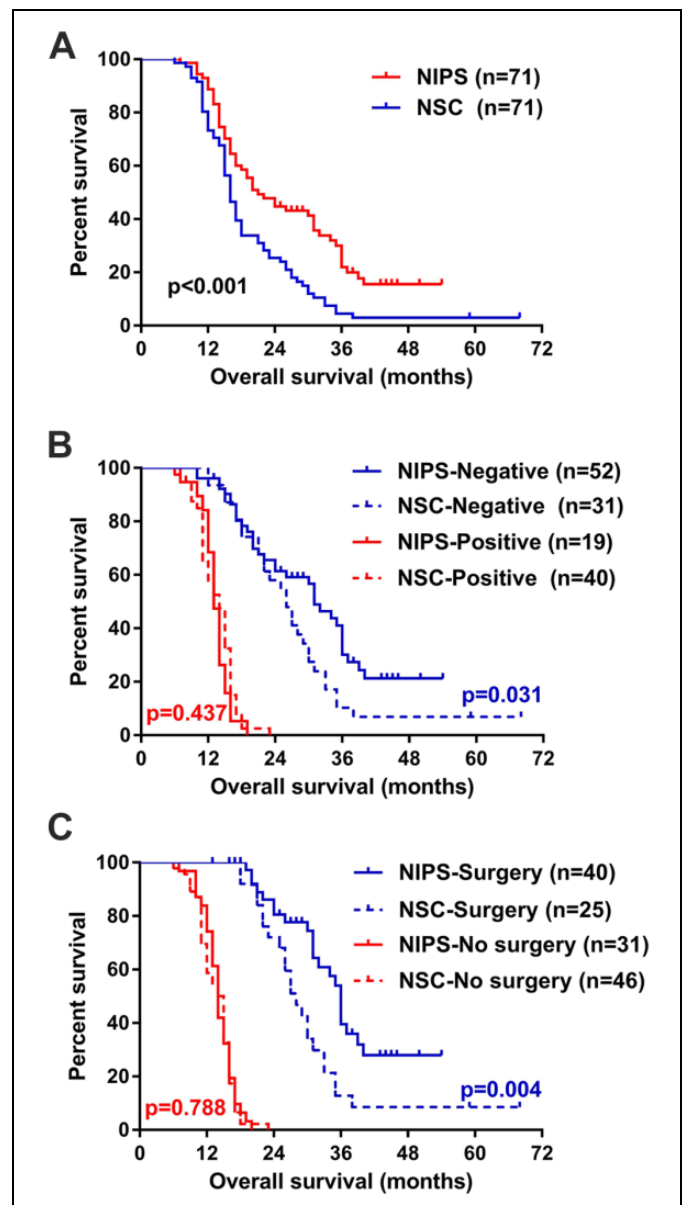 A
100
80
60
40
20
0
Percent survival
NIPS (n=71)
NSC (n=71)
p<0.001
0 12 24 36 48 60 72
Overall survival (months)
B
100
80
60
40
20
0
Percent survival
NIPS-Negative (n=52)
NSC-Negative (n=31)
NIPS-Positive (n=19)
NSC-Positive (n=40)
p=0.437
p=0.031
0 12 24 36 48 60 72
Overall survival (months)
C
100
80
60
40
20
0
Percent survival
NIPS-Surgery (n=40)
NSC-Surgery (n=25)
NIPS-No surgery (n=31)
NSC-No surgery (n=46)
p=0.788
p=0.004
0 12 24 36 48 60 72
Overall survival (months)